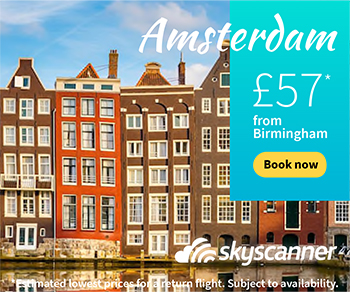 Amsterdam
£57*
from
Birmingham
Book now
skyscanner
*Estimated lowest prices for a return flight. Subject to availability.